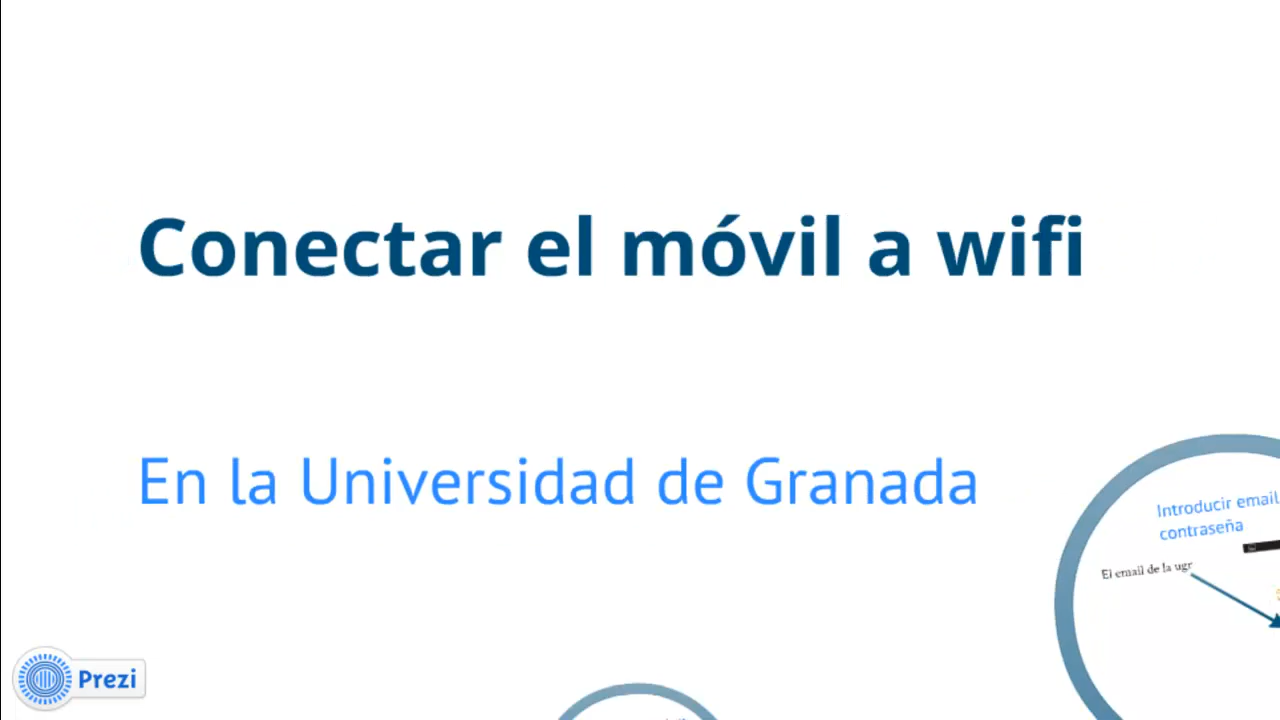 Conectar el móvil a wifi
En la Universidad de Granada
Introducir email
contraseña
El email de la ugr
Prezi